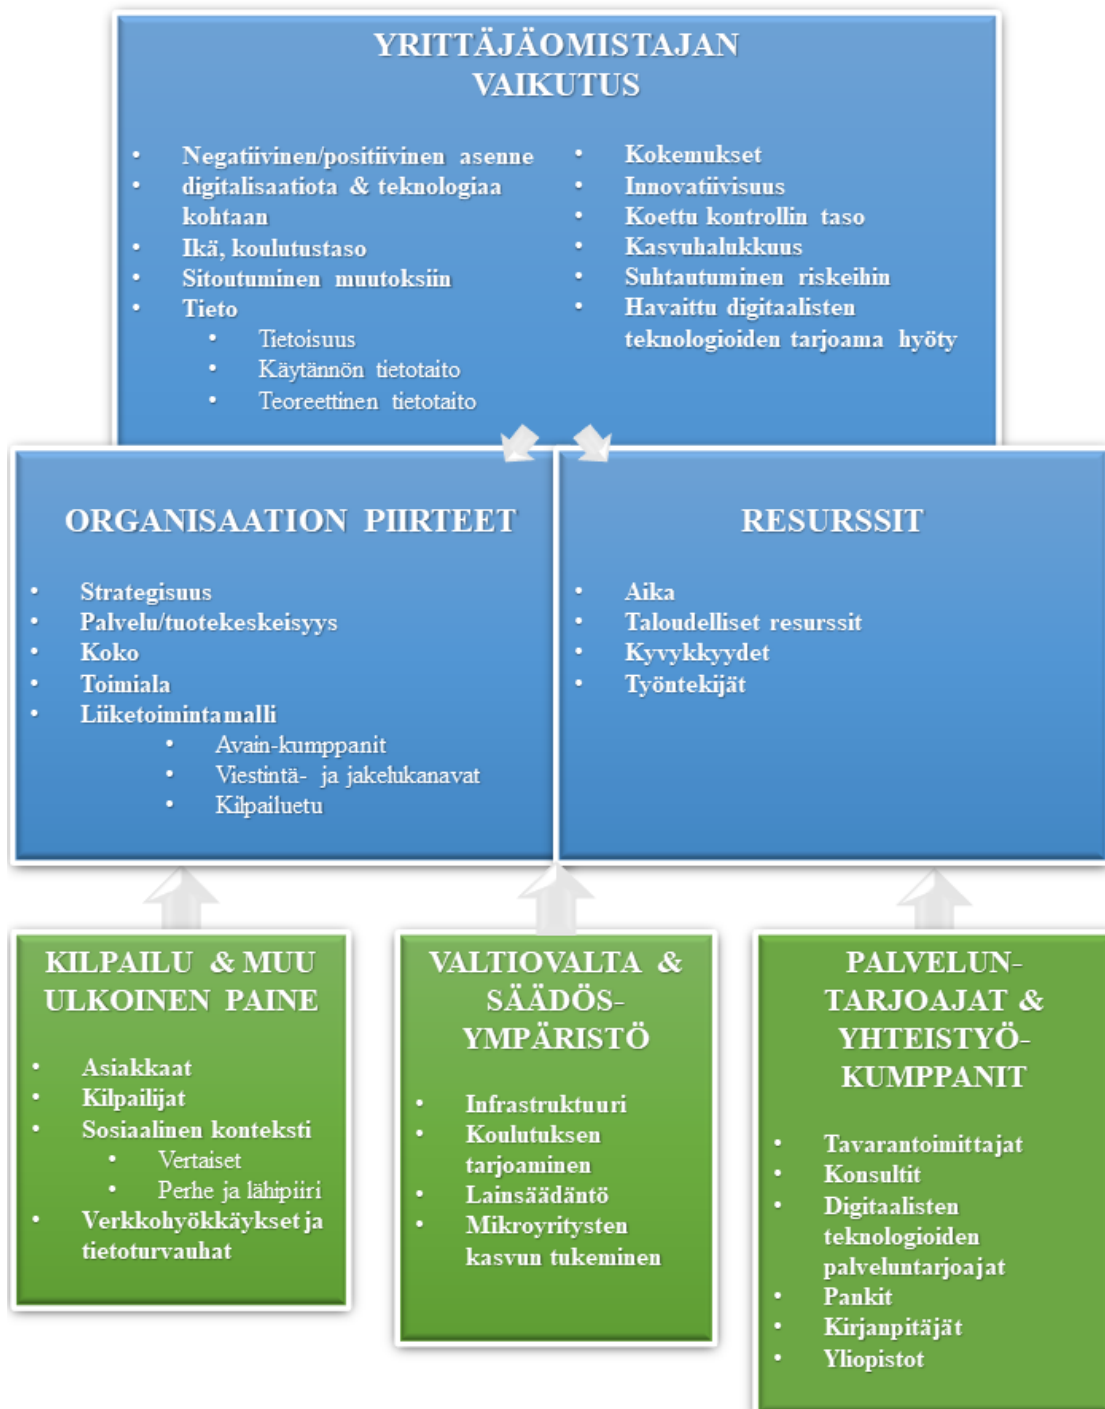 YRITTÄJÄOMISTAJAN
VAIKUTUS
• Negatiivinen/positiivinen asenne
• digitalisaatiota & teknologiaa
kohtaan
• Ikä, koulutustaso
• Sitoutuminen muutoksiin
• Tieto
• Tietoisuus
• Käytännön tietotaito
• Teoreettinen tietotaito
• Kokemukset
• Innovatiivisuus
• Koettu kontrollin taso
• Kasvuhalukkuus
• Suhtautuminen riskeihin
• Havaittu digitaalisten
teknologioiden tarjoama hyöty
ORGANISAATION PIIRTEET
• Strategisuus
• Palvelu/tuotekeskeisyys
• Koko
• Toimiala
• Liiketoimintamalli
• Avain-kumppanit
• Viestintä- ja jakelukanavat
• Kilpailuetu
RESURSSIT
• Aika
• Taloudelliset resurssit
• Kyvykkyydet
• Työntekijät
KILPAILU & MUU
ULKOINEN PAINE
• Asiakkaat
• Kilpailijat
• Sosiaalinen konteksti
• Vertaiset
• Perhe ja lähipiiri
• Verkkohyökkäykset ja
tietoturvauhat
VALTIOVALTA &
SÄÄDÖS-
YMPÄRISTÖ
• Infrastruktuuri
• Koulutuksen
tarjoaminen
• Lainsäädäntö
• Mikroyritysten
kasvun tukeminen
PALVELUN-
TARJOAJAT &
YHTEISTYÖ-
KUMPPANIT
• Tavarantoimittajat
• Konsultit
• Digitaalisten
teknologioiden
palveluntarjoajat
• Pankit
• Kirjanpitäjät
• Yliopistot